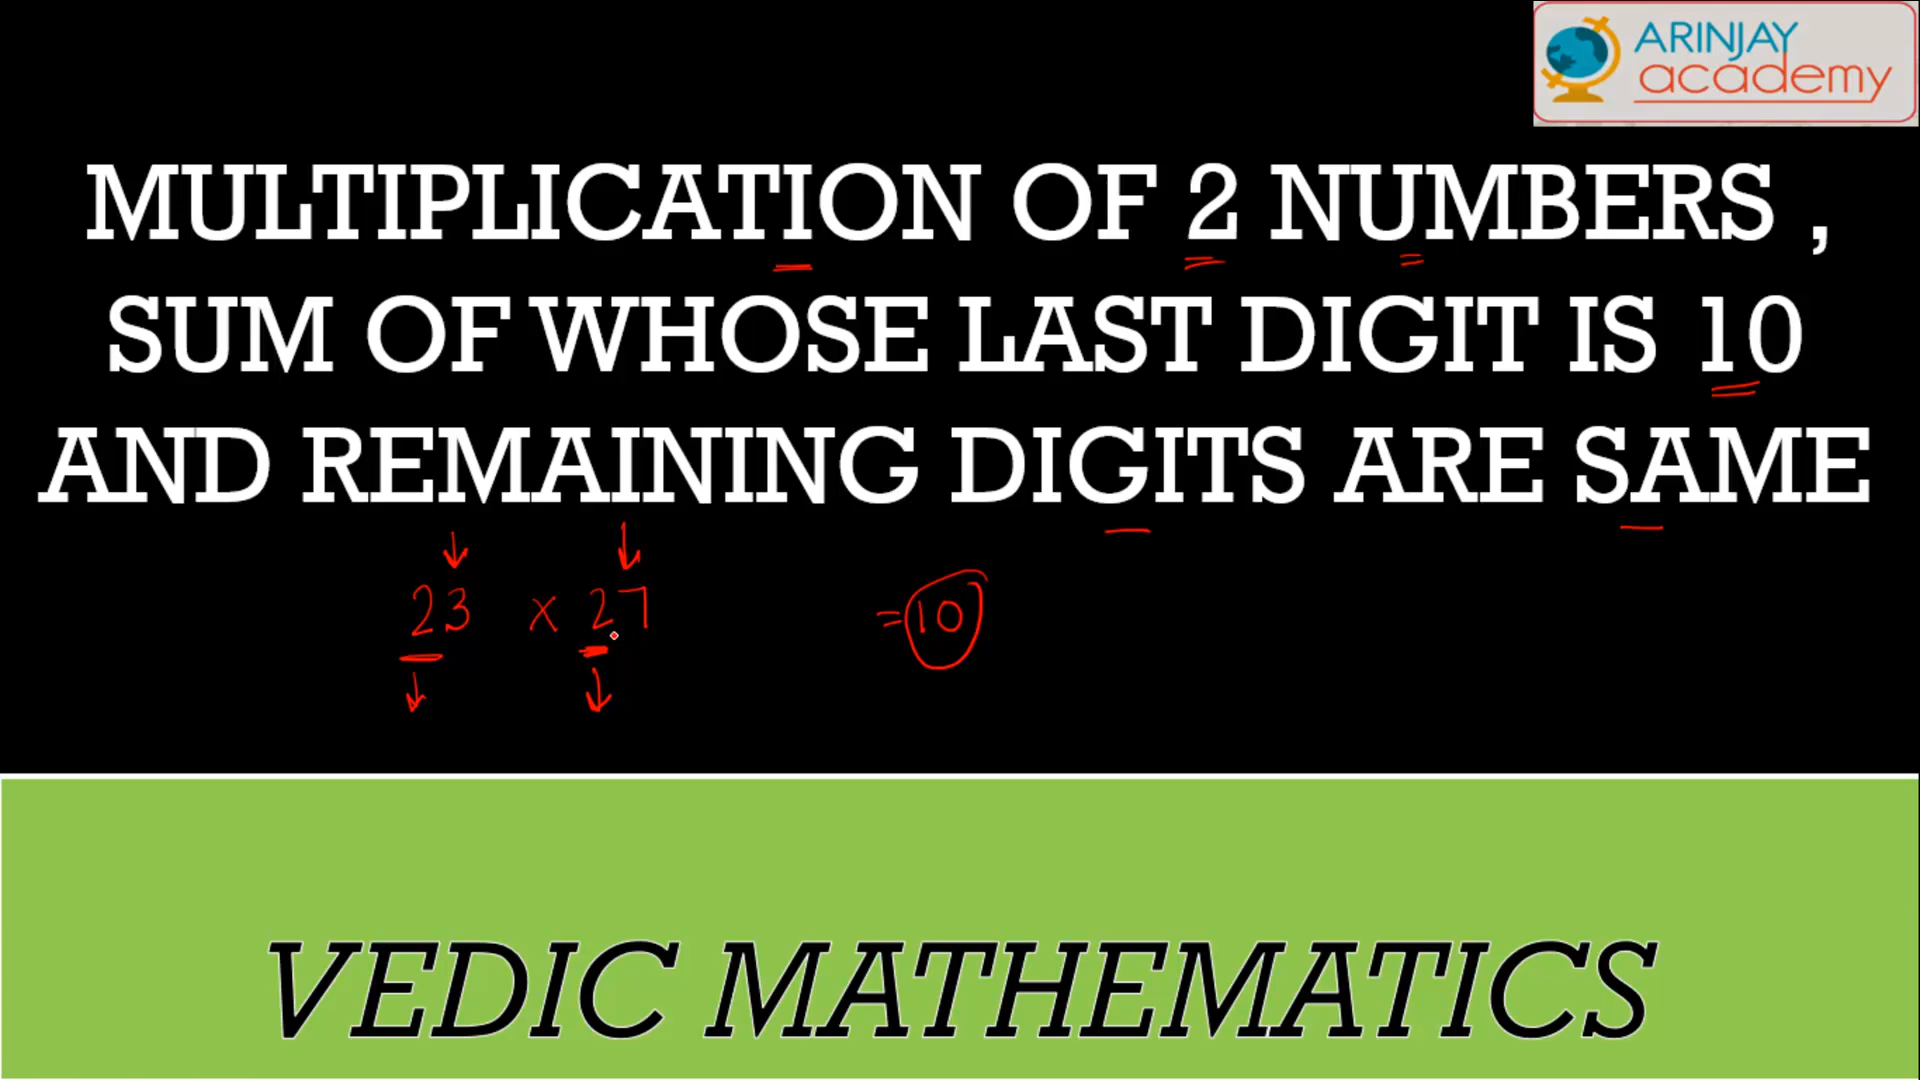 ARINJAY
academy
MULTIPLICATION OF 2 NUMBERS ,
SUM OF WHOSE LAST DIGIT IS 10
AND REMAINING DIGITS ARE SAME
23 x 27 = 10
VEDIC MATHEMATICS